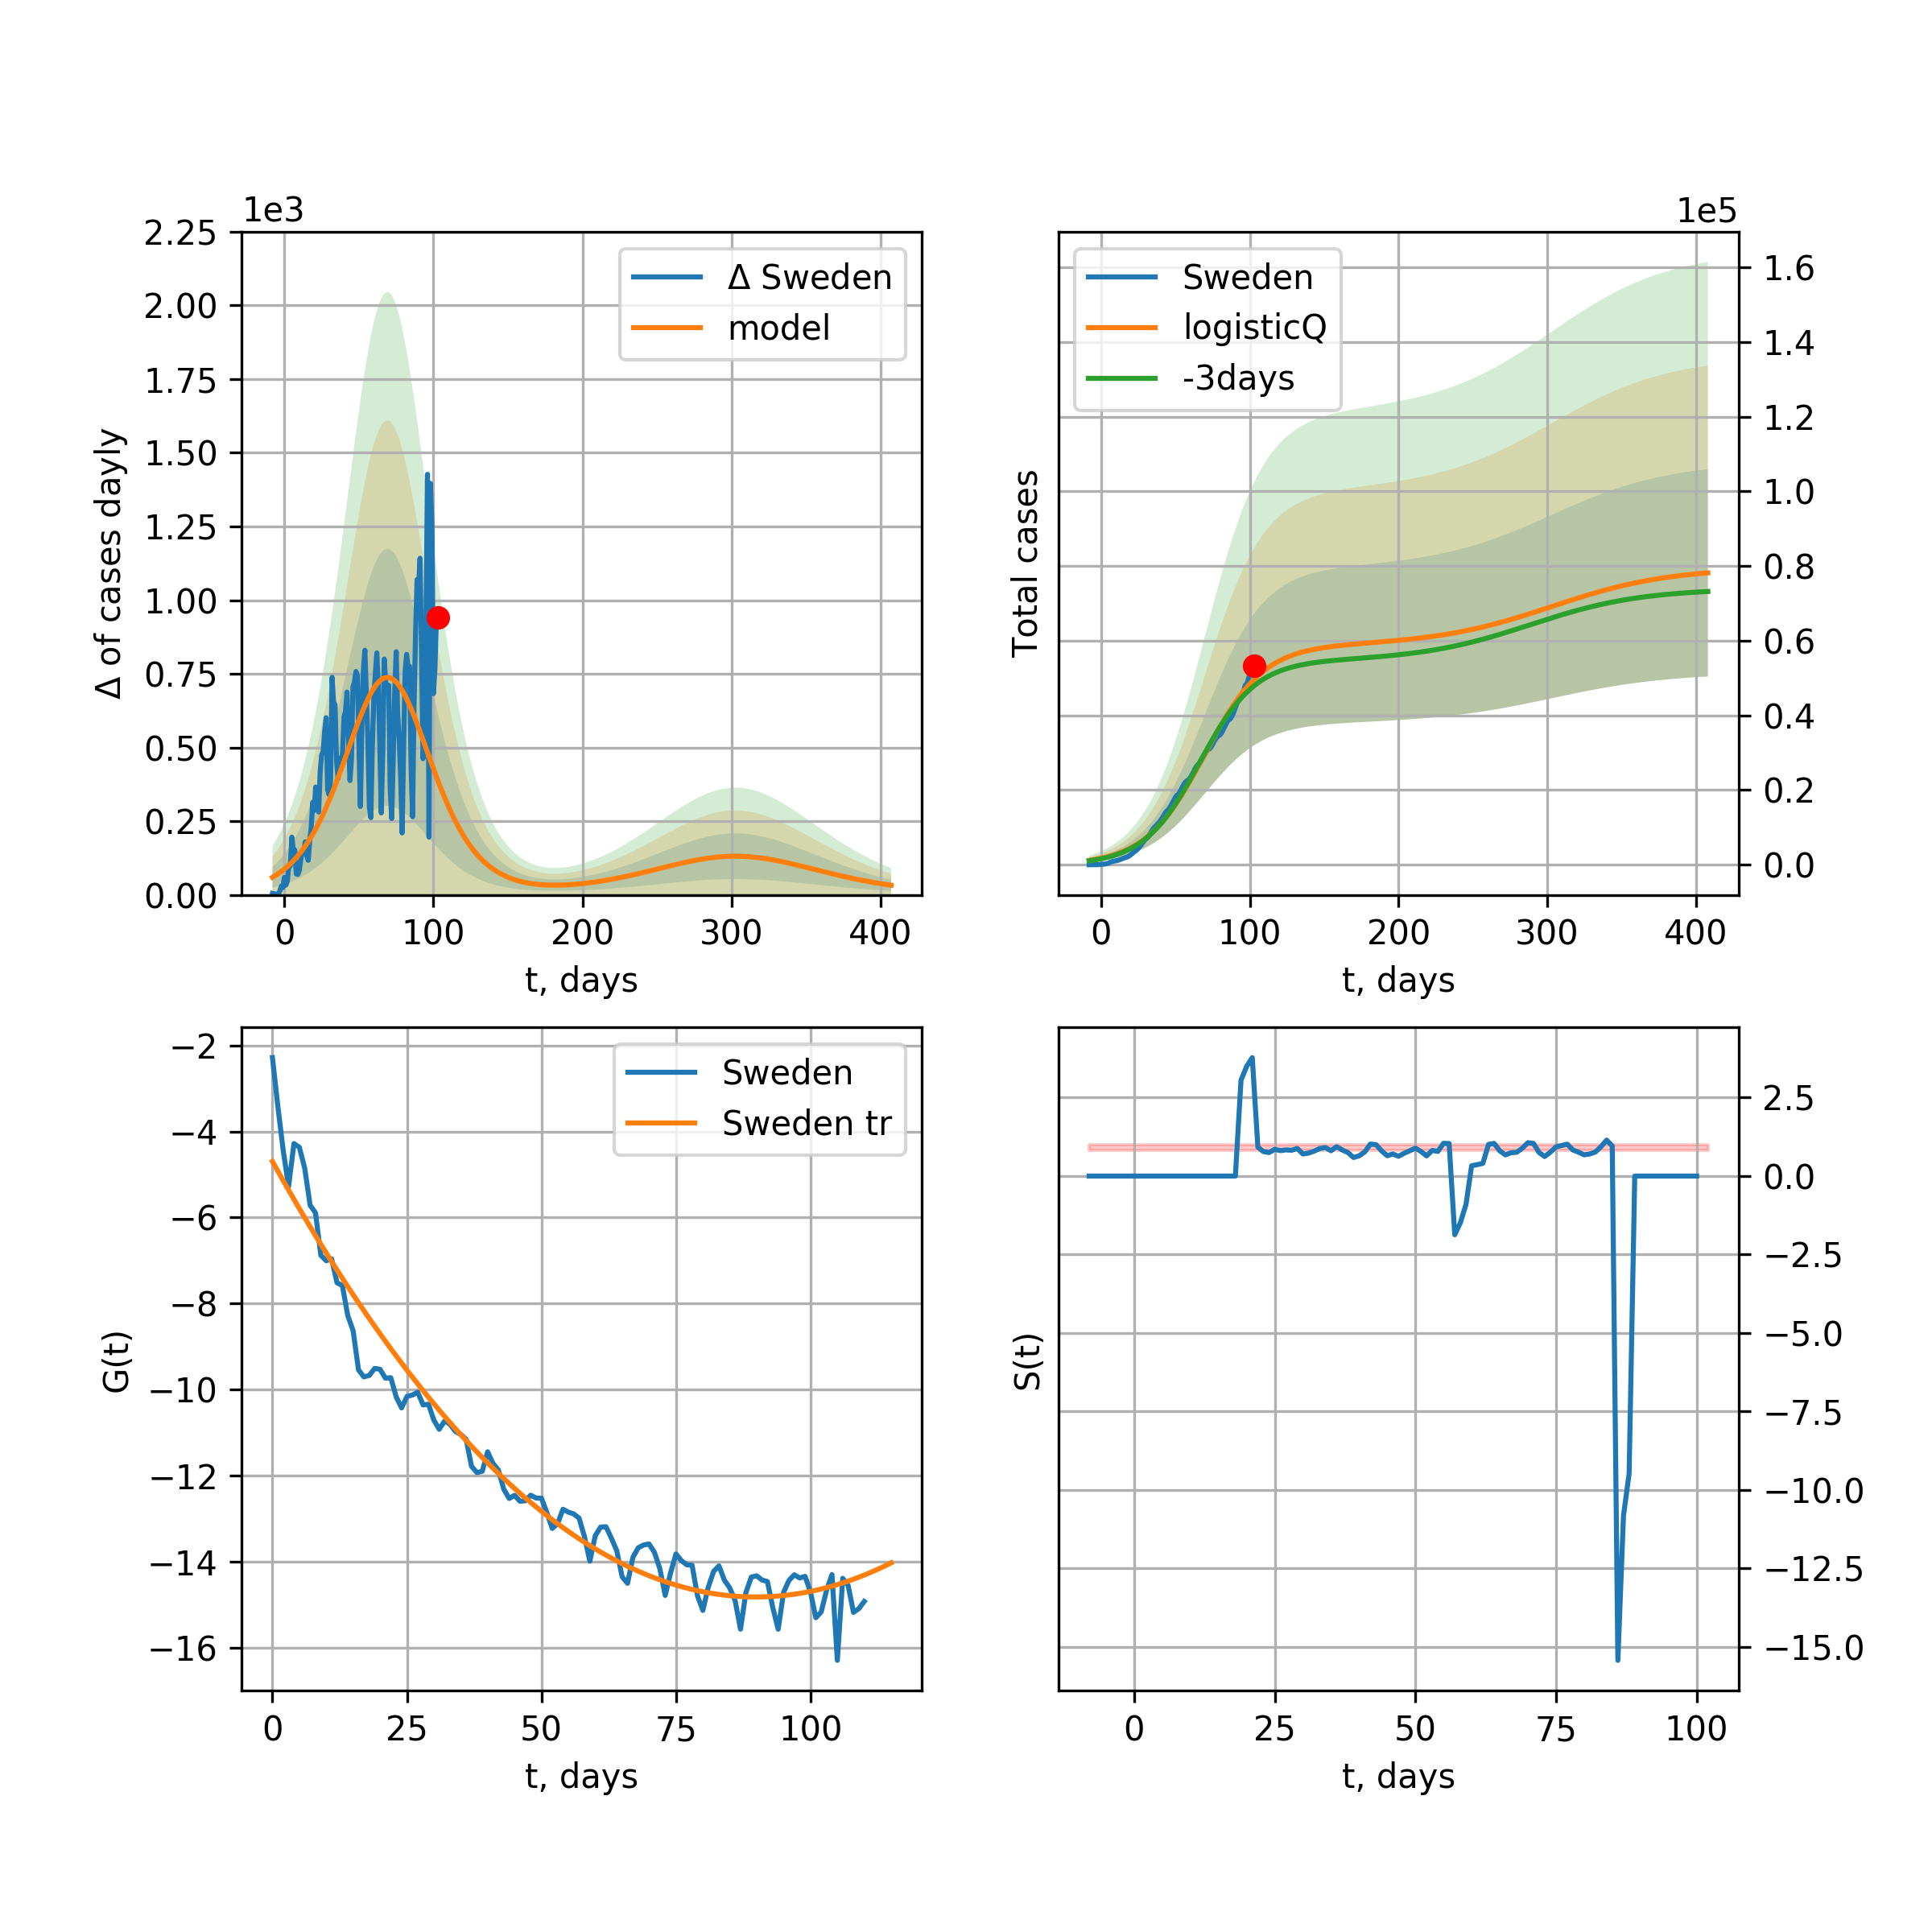 1e3
2.25
2.00
1.75
1.50
1.25
1.00
0.75
0.50
0.25
0.00
Δ of cases dayly
Δ Sweden
model
0 100 200 300 400
t, days
1e5
Total cases
Sweden
logisticQ
-3days
1.6
1.4
1.2
1.0
0.8
0.6
0.4
0.2
0.0
0 100 200 300 400
t, days
−2
−4
−6
−8
−10
−12
−14
−16
G(t)
Sweden
Sweden tr
0 25 50 75 100
t, days
S(t)
2.5
0.0
−2.5
−5.0
−7.5
−10.0
−12.5
−15.0
0 25 50 75 100
t, days